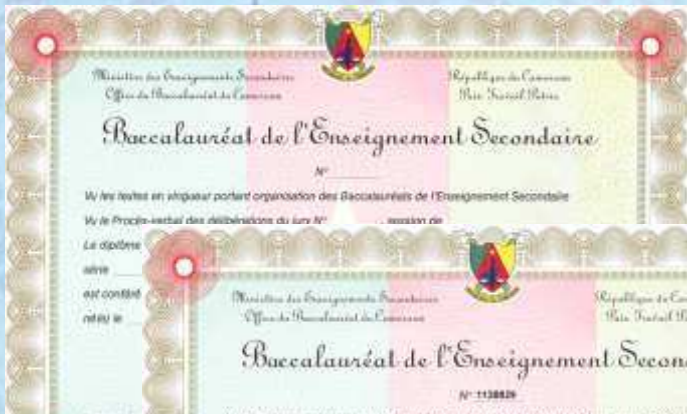 Ministère des Enseignements Secondaires
République du Cameroun
Office du Baccalauréat du Cameroun
Paix Travail Patrie
Baccalauréat de l'Enseignement Secondaire
N°
Vu les textes en vigueur portant organisation des Baccalauréats de l'Enseignement Secondaire
Vu le Procès-verbal des délibérations du jury N° , session de
Le diplôme
série
est conféré
né(e) le
Ministère des Enseignements Secondaires
République du Ca
Office du Baccalauréat du Cameroun
Paix Travail P
Baccalauréat de l'Enseignement Secon
N° 1138829